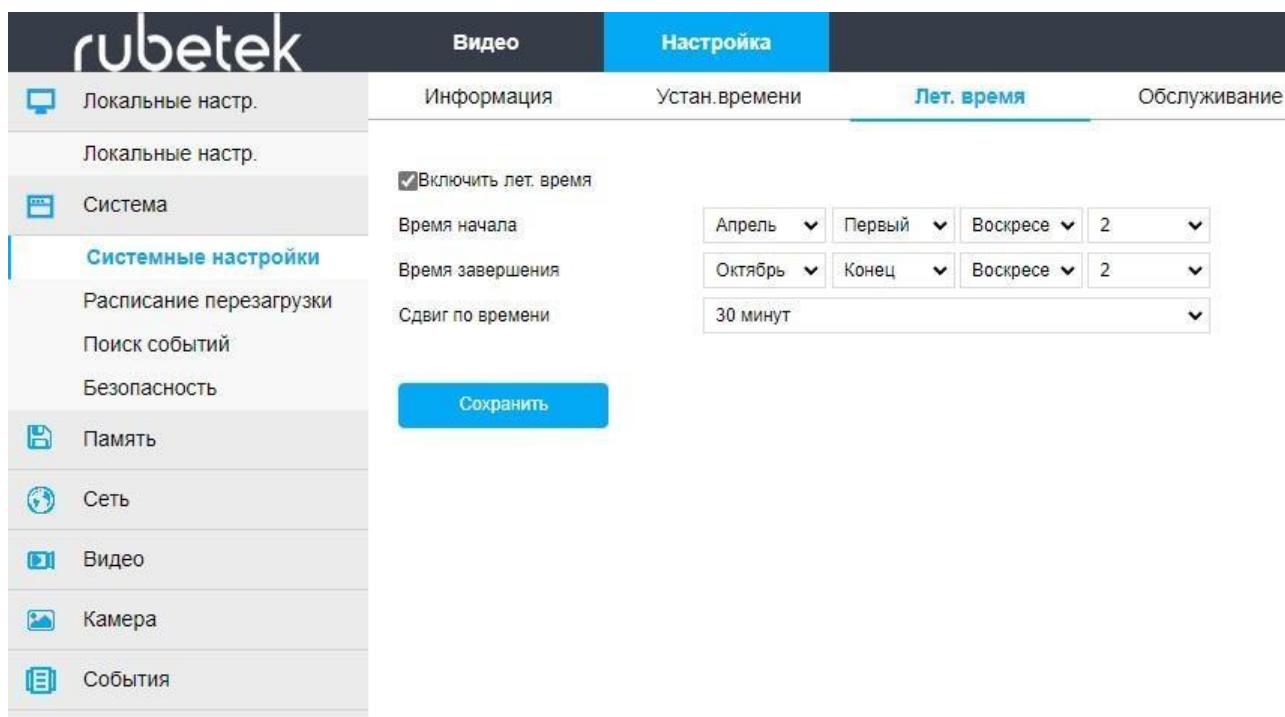 rubetek
Видео
Настройка
Локальные настр.
Локальные настр.
Система
Системные настройки
Расписание перезагрузки
Поиск событий
Безопасность
Память
Сеть
Видео
Камера
События
Информация
Устан.времени
Лет. время
Обслуживание
Включить лет. время
Время начала Апрель Первый Воскресе 2
Время завершения Октябрь Конец Воскресе 2
Сдвиг по времени 30 минут
Сохранить